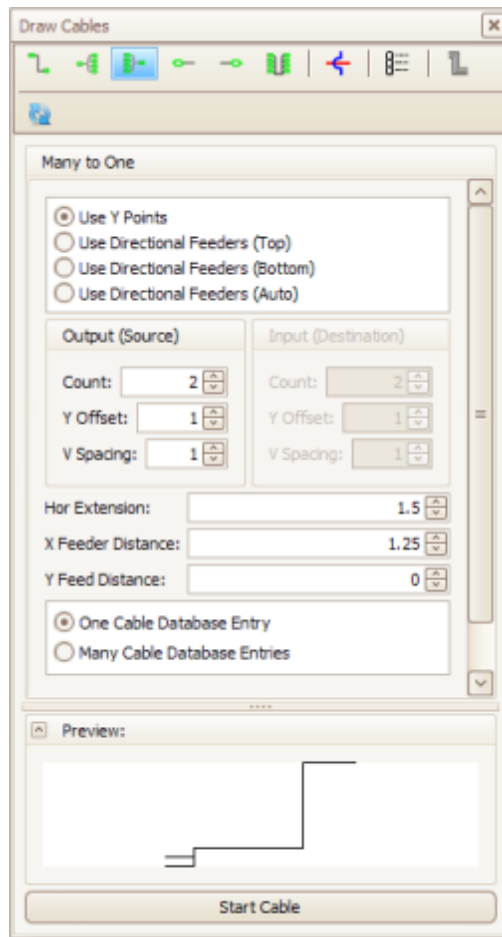 Draw Cables
Many to One
Use Y Points
Use Directional Feeders (Top)
Use Directional Feeders (Bottom)
Use Directional Feeders (Auto)
Output (Source)
Count: 2
Y Offset: 1
V Spacing: 1
Input (Destination)
Count: 2
Y Offset: 1
V Spacing: 1
Hor Extension: 1.5
X Feeder Distance: 1.25
Y Feed Distance: 0
One Cable Database Entry
Many Cable Database Entries
Preview:
Start Cable